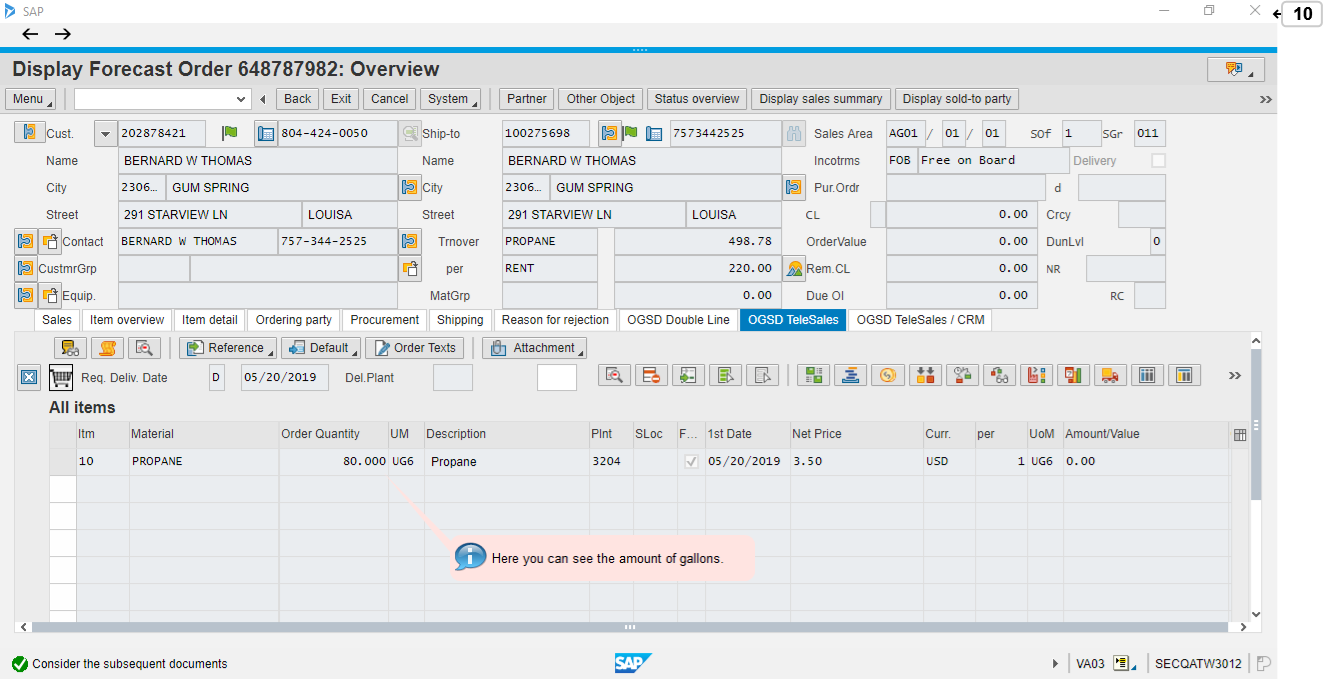 SAP
10
Display Forecast Order 648787982: Overview
Menu Back Exit Cancel System Partner Other Object Status overview Display sales summary Display sold-to party
Cust. 202878421 804-424-0050 Ship-to 100275698 7573442525 Sales Area AG01 / 01 / 01 SOf 1 SGr 011
Name BERNARD W THOMAS Name BERNARD W THOMAS Incotrms FOB Free on Board Delivery
City 2306... GUM SPRING City 2306... GUM SPRING Pur.Ordr d
Street 291 STARVIEW LN LOUISA Street 291 STARVIEW LN LOUISA CL 0.00 Crcy
Contact BERNARD W THOMAS 757-344-2525 Trnover PROPANE 498.78 OrderValue 0.00 DunLvl 0
CustmrGrp per RENT 220.00 Rem.CL 0.00 NR
Equip. MatGrp 0.00 Due OI 0.00 RC
Sales Item overview Item detail Ordering party Procurement Shipping Reason for rejection OGSD Double Line OGSD TeleSales OGSD TeleSales / CRM
Reference Default Order Texts Attachment
Req. Deliv. Date D 05/20/2019 Del.Plant
All items
Itm Material Order Quantity UM Description Plnt SLoc F... 1st Date Net Price Curr. per UoM Amount/Value
10 PROPANE 80.000 UG6 Propane 3204 05/20/2019 3.50 USD 1 UG6 0.00
Here you can see the amount of gallons.
Consider the subsequent documents SAP VA03 SECQATW3012